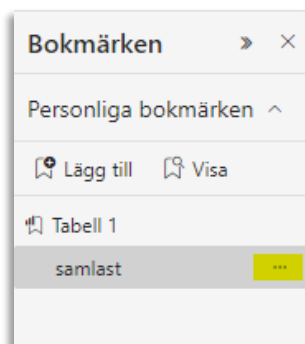 Bokmärken
Personliga bokmärken
Lägg till Visa
Tabell 1
samlast
...